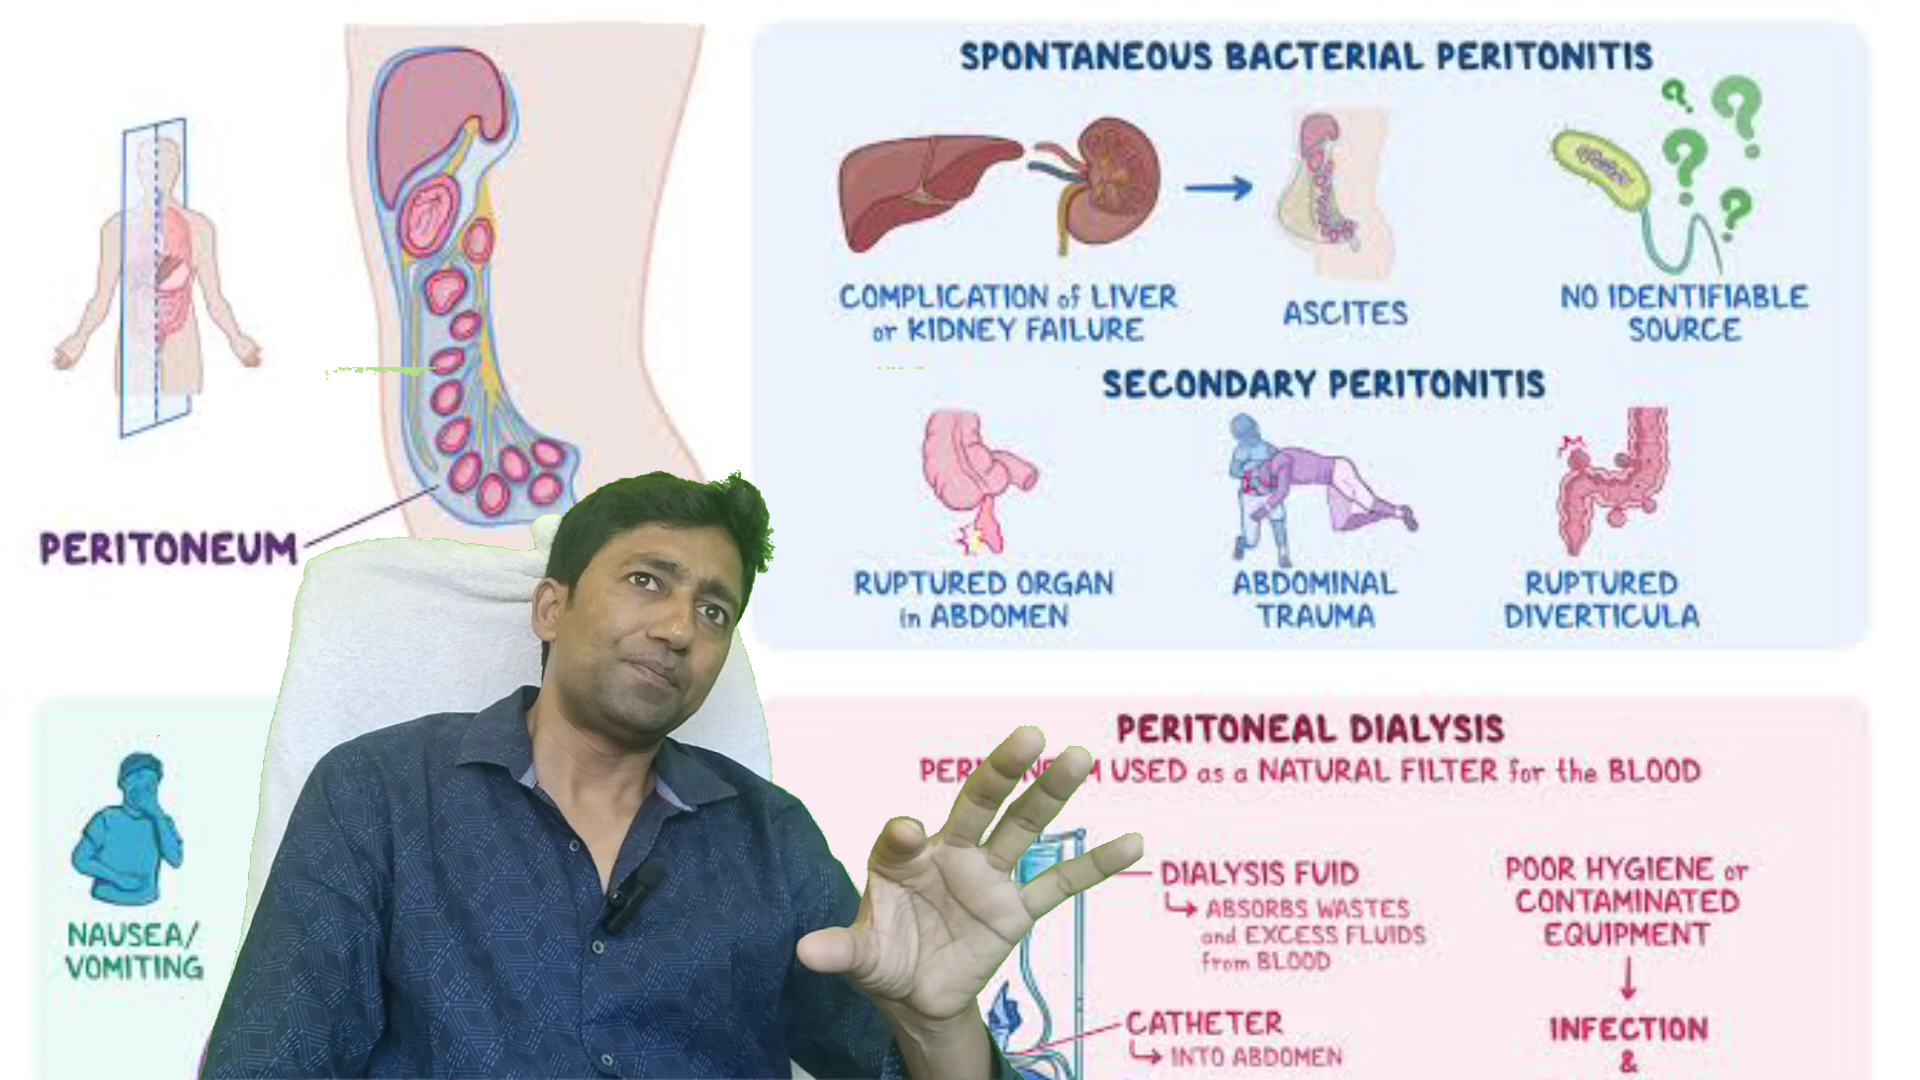 SPONTANEOUS BACTERIAL PERITONITIS
COMPLICATION of LIVER
or KIDNEY FAILURE
ASCITES
NO IDENTIFIABLE
SOURCE
SECONDARY PERITONITIS
RUPTURED ORGAN
in ABDOMEN
ABDOMINAL
TRAUMA
RUPTURED
DIVERTICULA
PERITONEUM
NAUSEA/
VOMITING
PERITONEAL DIALYSIS
USED as a NATURAL FILTER for the BLOOD
DIALYSIS FUID
↳ ABSORBS WASTES
and EXCESS FLUIDS
from BLOOD
CATHETER
↳ INTO ABDOMEN
POOR HYGIENE or
CONTAMINATED
EQUIPMENT
↓
INFECTION
&